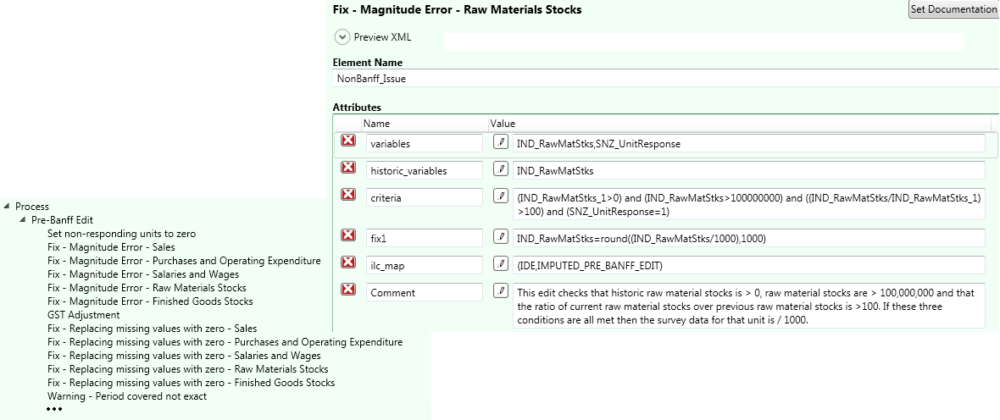 Fix - Magnitude Error - Raw Materials Stocks
Set Documentation
Preview XML
Element Name
NonBanff_Issue
Attributes
Name Value
variables IND_RawMatStks,SNZ_UnitResponse
historic_variables IND_RawMatStks
criteria (IND_RawMatStks_1>0) and (IND_RawMatStks>100000000) and ((IND_RawMatStks/IND_RawMatStks_1)
>100) and (SNZ_UnitResponse=1)
fix1 IND_RawMatStks=round((IND_RawMatStks/1000),1000)
ilc_map (IDE,IMPUTED_PRE_BANFF_EDIT)
Comment This edit checks that historic raw material stocks is > 0, raw material stocks are > 100,000,000 and that
the ratio of current raw material stocks over previous raw material stocks is >100. If these three
conditions are all met then the survey data for that unit is / 1000.
Process
Pre-Banff Edit
Set non-responding units to zero
Fix - Magnitude Error - Sales
Fix - Magnitude Error - Purchases and Operating Expenditure
Fix - Magnitude Error - Salaries and Wages
Fix - Magnitude Error - Raw Materials Stocks
Fix - Magnitude Error - Finished Goods Stocks
GST Adjustment
Fix - Replacing missing values with zero - Sales
Fix - Replacing missing values with zero - Purchases and Operating Expenditure
Fix - Replacing missing values with zero - Salaries and Wages
Fix - Replacing missing values with zero - Raw Materials Stocks
Fix - Replacing missing values with zero - Finished Goods Stocks
Warning - Period covered not exact
•••